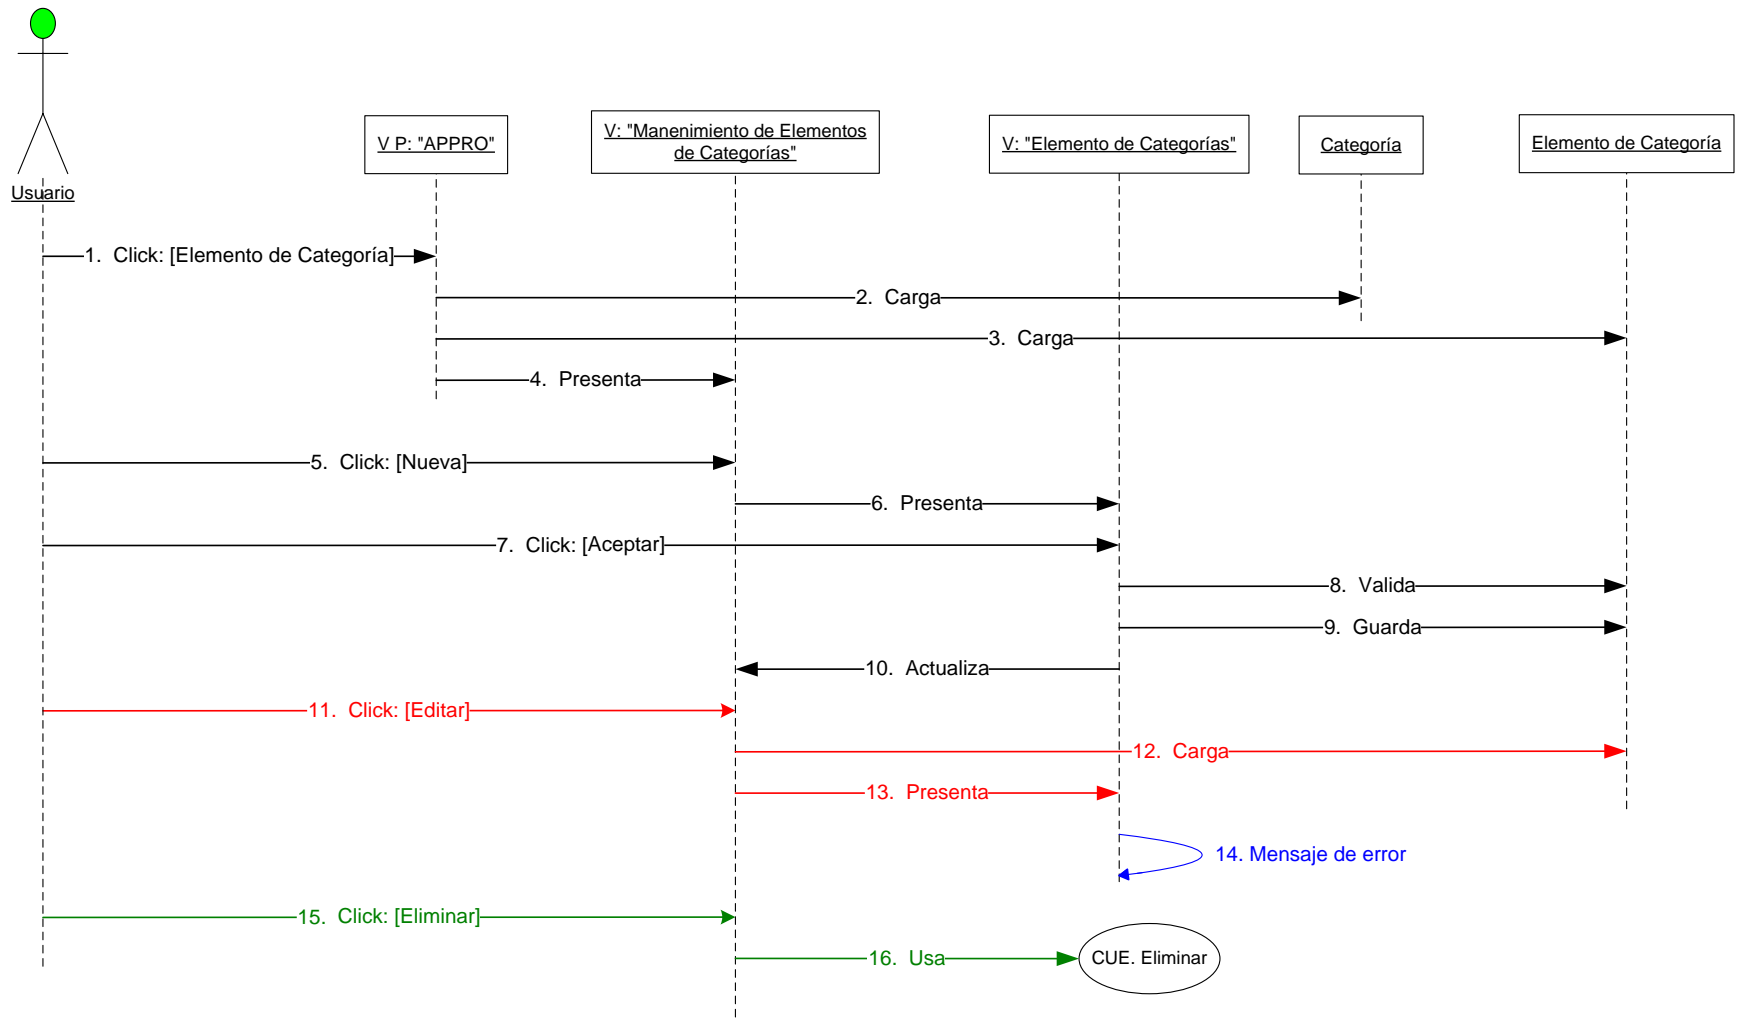 V P: "APPRO"
V: "Manenimiento de Elementos
de Categorías"
V: "Elemento de Categorías"
Categoría
Elemento de Categoría
Usuario
1. Click: [Elemento de Categoría]
2. Carga
3. Carga
4. Presenta
5. Click: [Nueva]
6. Presenta
7. Click: [Aceptar]
8. Valida
9. Guarda
10. Actualiza
11. Click: [Editar]
12. Carga
13. Presenta
14. Mensaje de error
15. Click: [Eliminar]
16. Usa
CUE. Eliminar